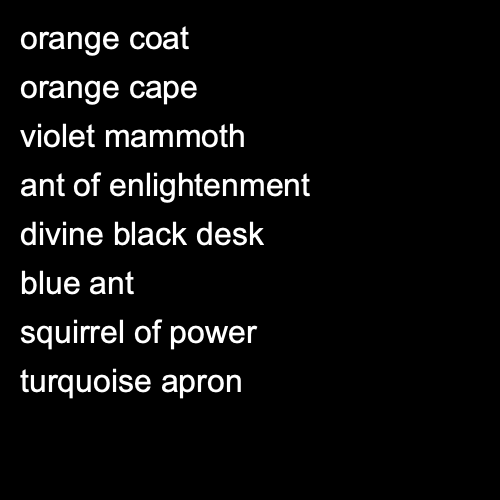 orange coat
orange cape
violet mammoth
ant of enlightenment
divine black desk
blue ant
squirrel of power
turquoise apron